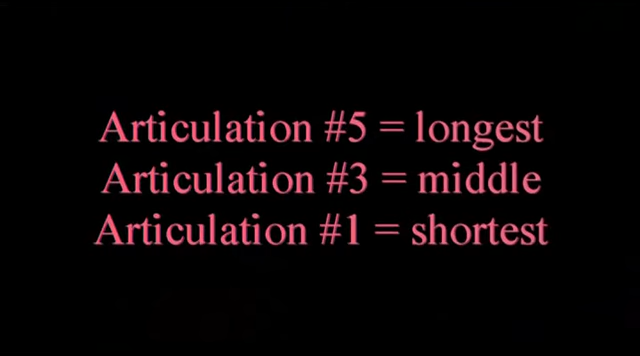 Articulation #5 = longest
Articulation #3 = middle
Articulation #1 = shortest